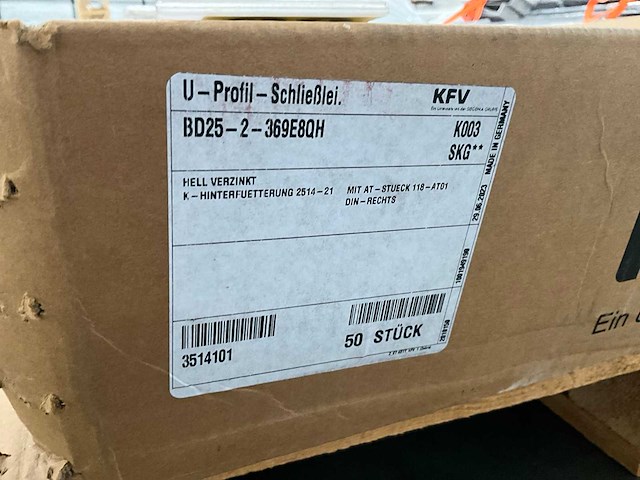 U-Profil-Schließlei.
KFV
BD25-2-369E8QH
K003
SKG**
HELL VERZINKT
K-HINTERFUETTERUNG 2514-21
MIT AT-STUECK 118-AT01
DIN-RECHTS
MADE IN GERMANY
29.06.2023
3514101
50 STÜCK
Ein